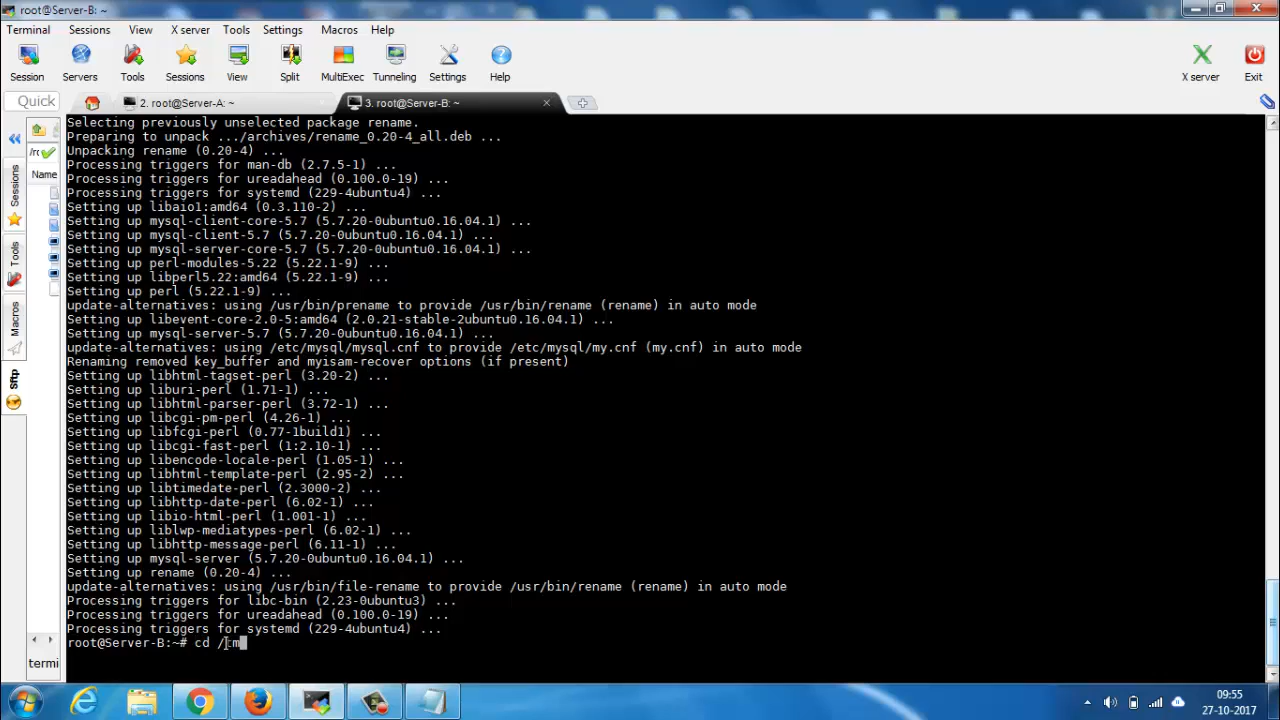 root@Server-B: ~
Terminal Sessions View X server Tools Settings Macros Help
Session Servers Tools Sessions View Split MultiExec Tunneling Settings Help X server Exit
Quick 2. root@Server-A: ~ 3. root@Server-B: ~
Name
Sessions
Tools
Macros
Sftp
termi
Selecting previously unselected package rename.
Preparing to unpack .../archives/rename_0.20-4_all.deb ...
Unpacking rename (0.20-4) ...
Processing triggers for man-db (2.7.5-1) ...
Processing triggers for ureadahead (0.100.0-19) ...
Processing triggers for systemd (229-4ubuntu4) ...
Setting up libaio1:amd64 (0.3.110-2) ...
Setting up mysql-client-core-5.7 (5.7.20-0ubuntu0.16.04.1) ...
Setting up mysql-client-5.7 (5.7.20-0ubuntu0.16.04.1) ...
Setting up mysql-server-core-5.7 (5.7.20-0ubuntu0.16.04.1) ...
Setting up perl-modules-5.22 (5.22.1-9) ...
Setting up libperl5.22:amd64 (5.22.1-9) ...
Setting up perl (5.22.1-9) ...
update-alternatives: using /usr/bin/prename to provide /usr/bin/rename (rename) in auto mode
Setting up libevent-core-2.0-5:amd64 (2.0.21-stable-2ubuntu0.16.04.1) ...
Setting up mysql-server-5.7 (5.7.20-0ubuntu0.16.04.1) ...
update-alternatives: using /etc/mysql/mysql.cnf to provide /etc/mysql/my.cnf (my.cnf) in auto mode
Renaming removed key_buffer and myisam-recover options (if present)
Setting up libhtml-tagset-perl (3.20-2) ...
Setting up liburi-perl (1.71-1) ...
Setting up libhtml-parser-perl (3.72-1) ...
Setting up libcgi-pm-perl (4.26-1) ...
Setting up libfcgi-perl (0.77-1build1) ...
Setting up libcgi-fast-perl (1:2.10-1) ...
Setting up libencode-locale-perl (1.05-1) ...
Setting up libhtml-template-perl (2.95-2) ...
Setting up libtimedate-perl (2.3000-2) ...
Setting up libhttp-date-perl (6.02-1) ...
Setting up libio-html-perl (1.001-1) ...
Setting up liblwp-mediatypes-perl (6.02-1) ...
Setting up libhttp-message-perl (6.11-1) ...
Setting up mysql-server (5.7.20-0ubuntu0.16.04.1) ...
Setting up rename (0.20-4) ...
update-alternatives: using /usr/bin/file-rename to provide /usr/bin/rename (rename) in auto mode
Processing triggers for libc-bin (2.23-0ubuntu3) ...
Processing triggers for ureadahead (0.100.0-19) ...
Processing triggers for systemd (229-4ubuntu4) ...
root@Server-B:~# cd /tm
09:55
27-10-2017